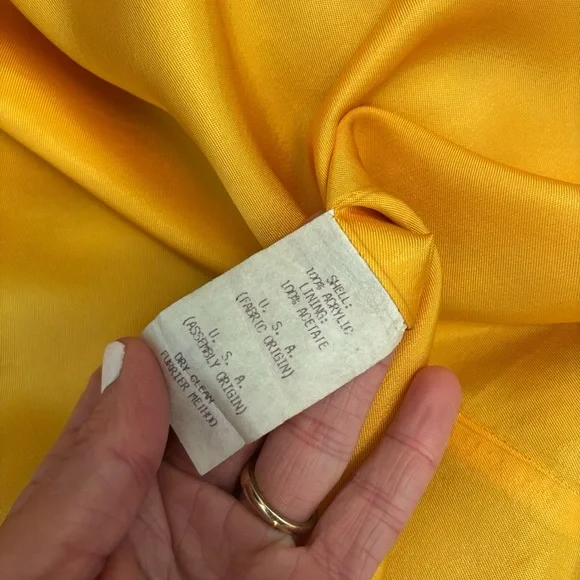 SHELL:
100% ACRYLIC
LINING:
100% ACETATE
U. S. A.
(FABRIC ORIGIN)
U. S. A.
(ASSEMBLY ORIGIN)
DRY CLEAN
FURRIER METHOD